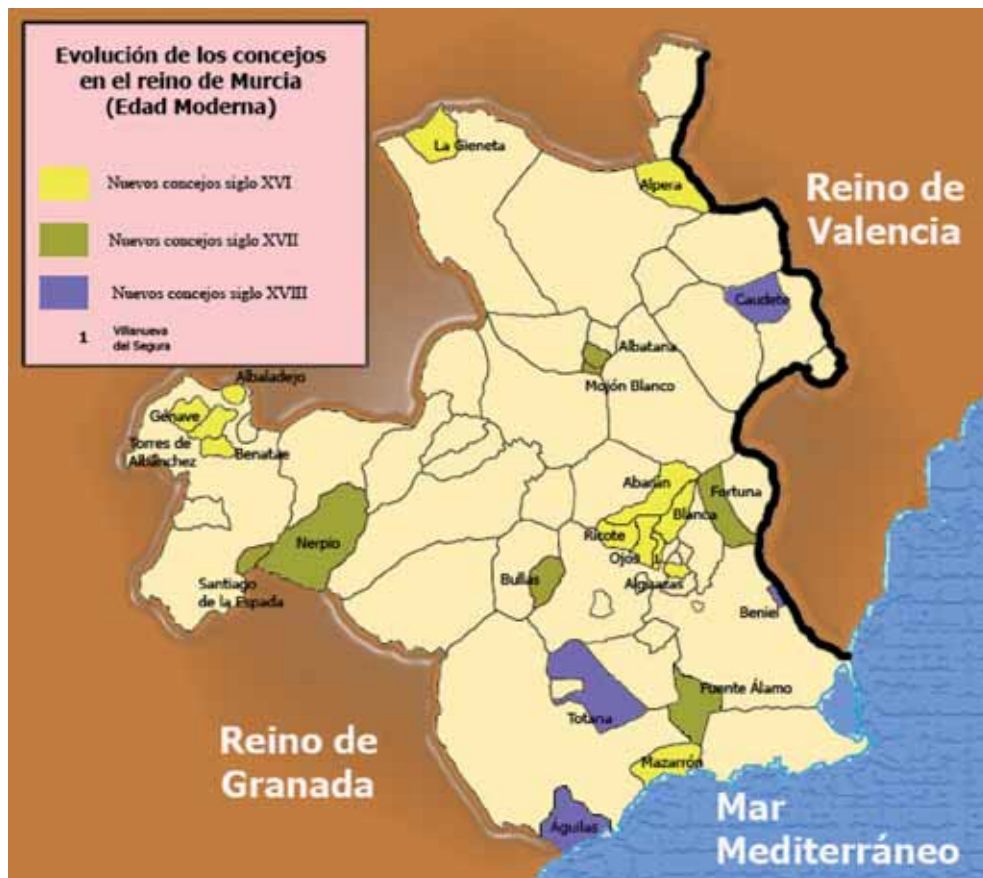 Evolución de los concejos
en el reino de Murcia
(Edad Moderna)
Nuevos concejos siglo XVI
Nuevos concejos siglo XVII
Nuevos concejos siglo XVIII
1 Villanueva
del Segura
La Gieneta
Alpera
Reino de
Valencia
Caudete
Albatana
Mojón Blanco
Albaladejo
Génave
Torres de
Albánchez
Benatae
Abarán
Fortuna
Blanca
Ricote
Ojós
1
Alguazas
Nerpio
Bullas
Santiago
de la Espada
Beniel
Fuente Álamo
Totana
Reino de
Granada
Mazarrón
Águilas
Mar
Mediterráneo